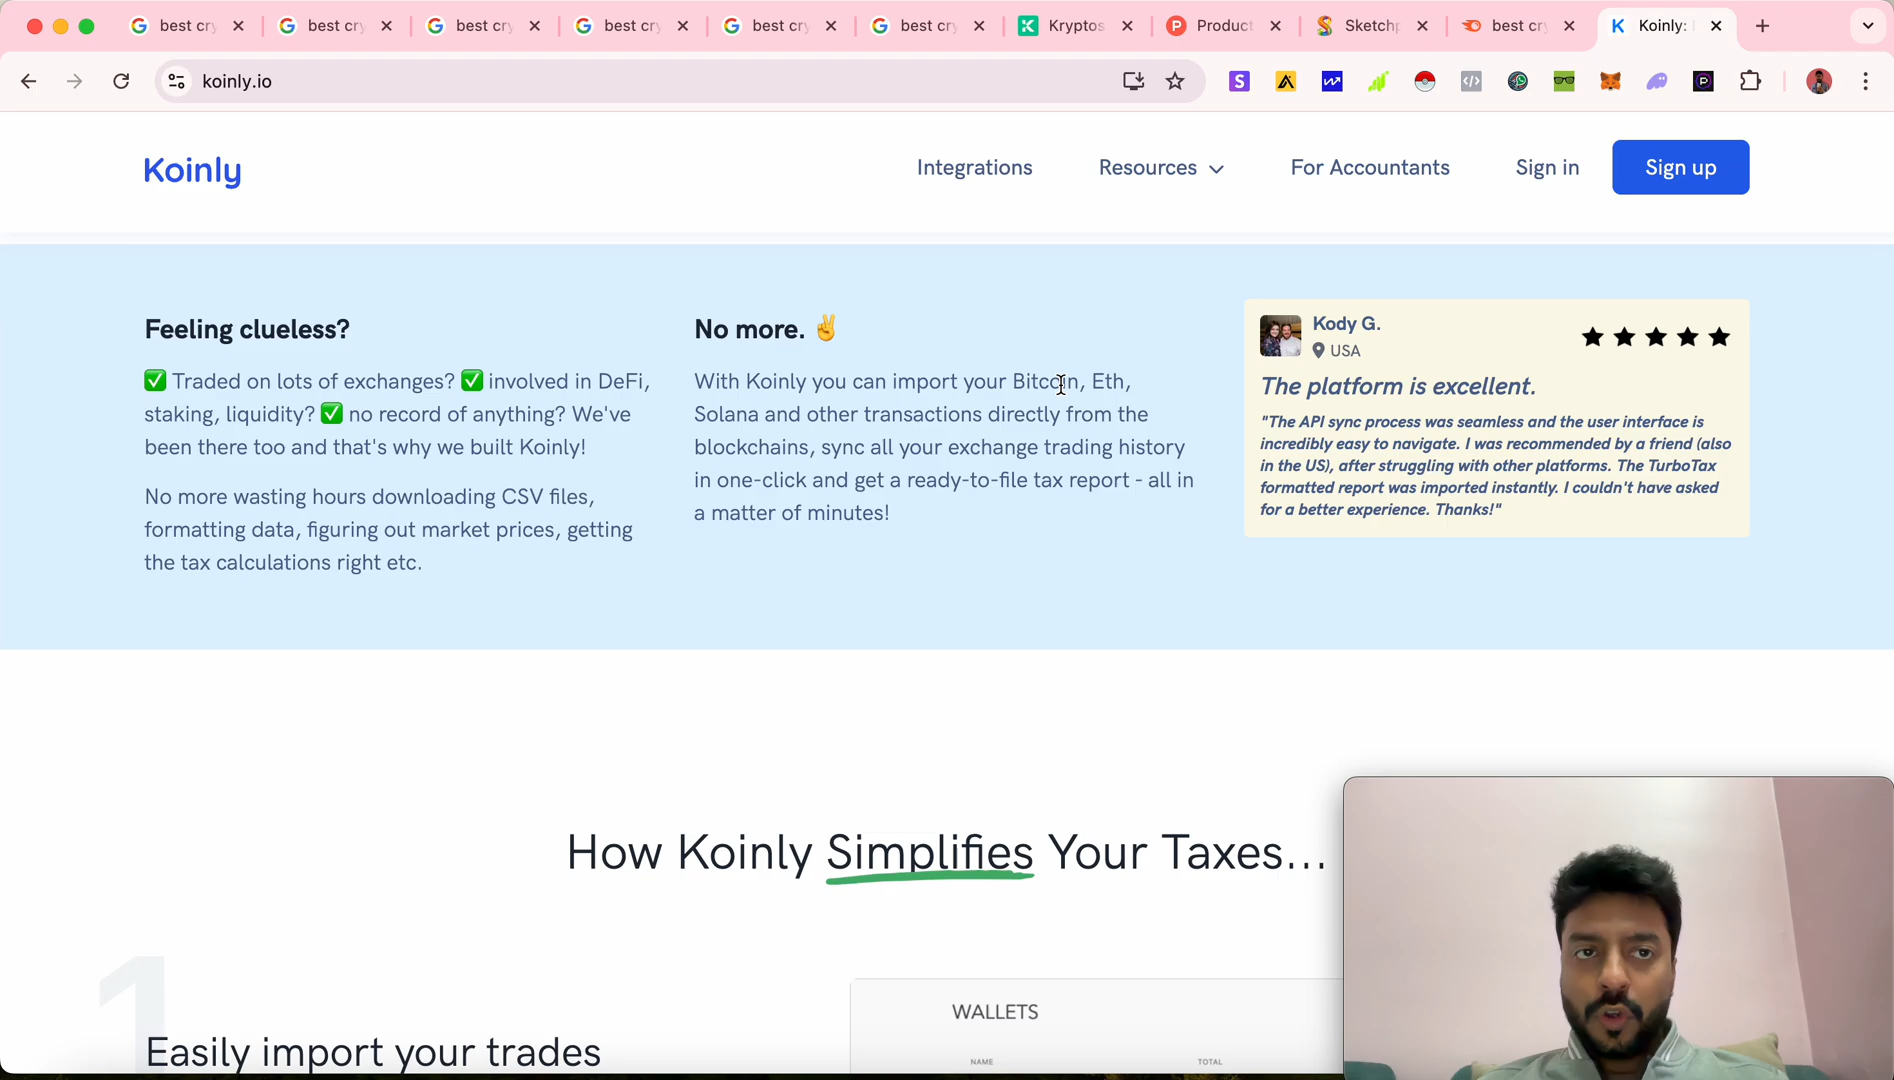 best cry
best cry
best cry
best cry
best cry
best cry
Kryptos
Product
Sketchp
best cry
Koinly:
koinly.io
Koinly
Integrations
Resources
For Accountants
Sign in
Sign up
Feeling clueless?
✅ Traded on lots of exchanges? ✅ involved in DeFi,
staking, liquidity? ✅ no record of anything? We've
been there too and that's why we built Koinly!
No more wasting hours downloading CSV files,
formatting data, figuring out market prices, getting
the tax calculations right etc.
No more. ✌️
With Koinly you can import your Bitcoin, Eth,
Solana and other transactions directly from the
blockchains, sync all your exchange trading history
in one-click and get a ready-to-file tax report - all in
a matter of minutes!
Kody G.
USA
★★★★★
The platform is excellent.
"The API sync process was seamless and the user interface is
incredibly easy to navigate. I was recommended by a friend (also
in the US), after struggling with other platforms. The TurboTax
formatted report was imported instantly. I couldn't have asked
for a better experience. Thanks!"
How Koinly Simplifies Your Taxes...
1
Easily import your trades
WALLETS
NAME
TOTAL